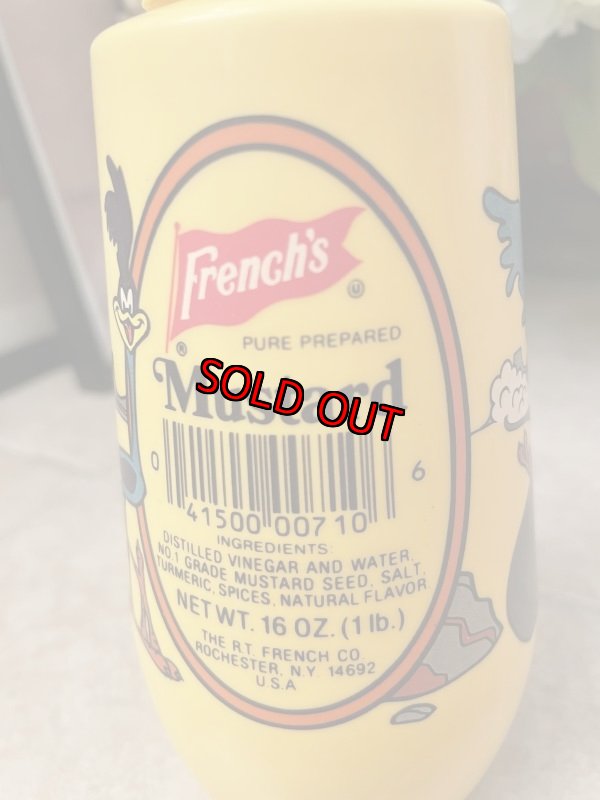 French's
Ⓤ
®
PURE PREPARED
Mustard
SOLD OUT
0 41500 00710 6
INGREDIENTS:
DISTILLED VINEGAR AND WATER,
NO.1 GRADE MUSTARD SEED, SALT,
TURMERIC, SPICES, NATURAL FLAVOR.
NET WT. 16 OZ. (1 lb.)
THE R.T. FRENCH CO.
ROCHESTER, N.Y. 14692
U.S.A